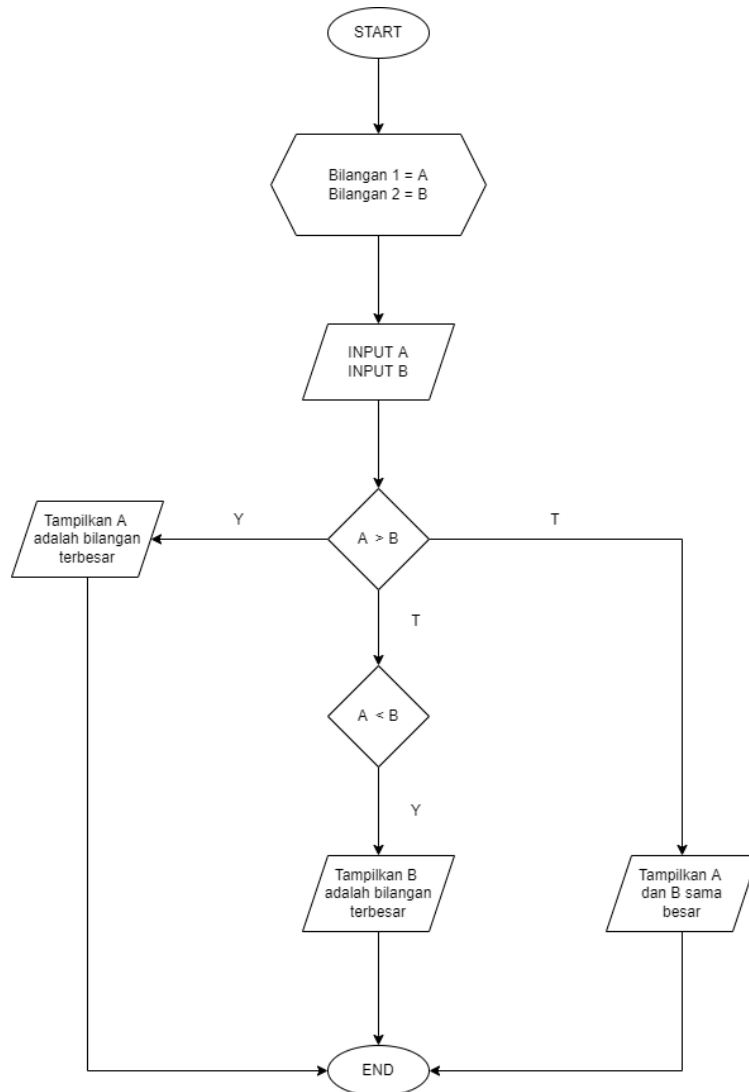 START
Bilangan 1 = A
Bilangan 2 = B
INPUT A
INPUT B
Tampilkan A
adalah bilangan
terbesar
Y
A > B
T
T
A < B
Y
Tampilkan B
adalah bilangan
terbesar
Tampilkan A
dan B sama
besar
END